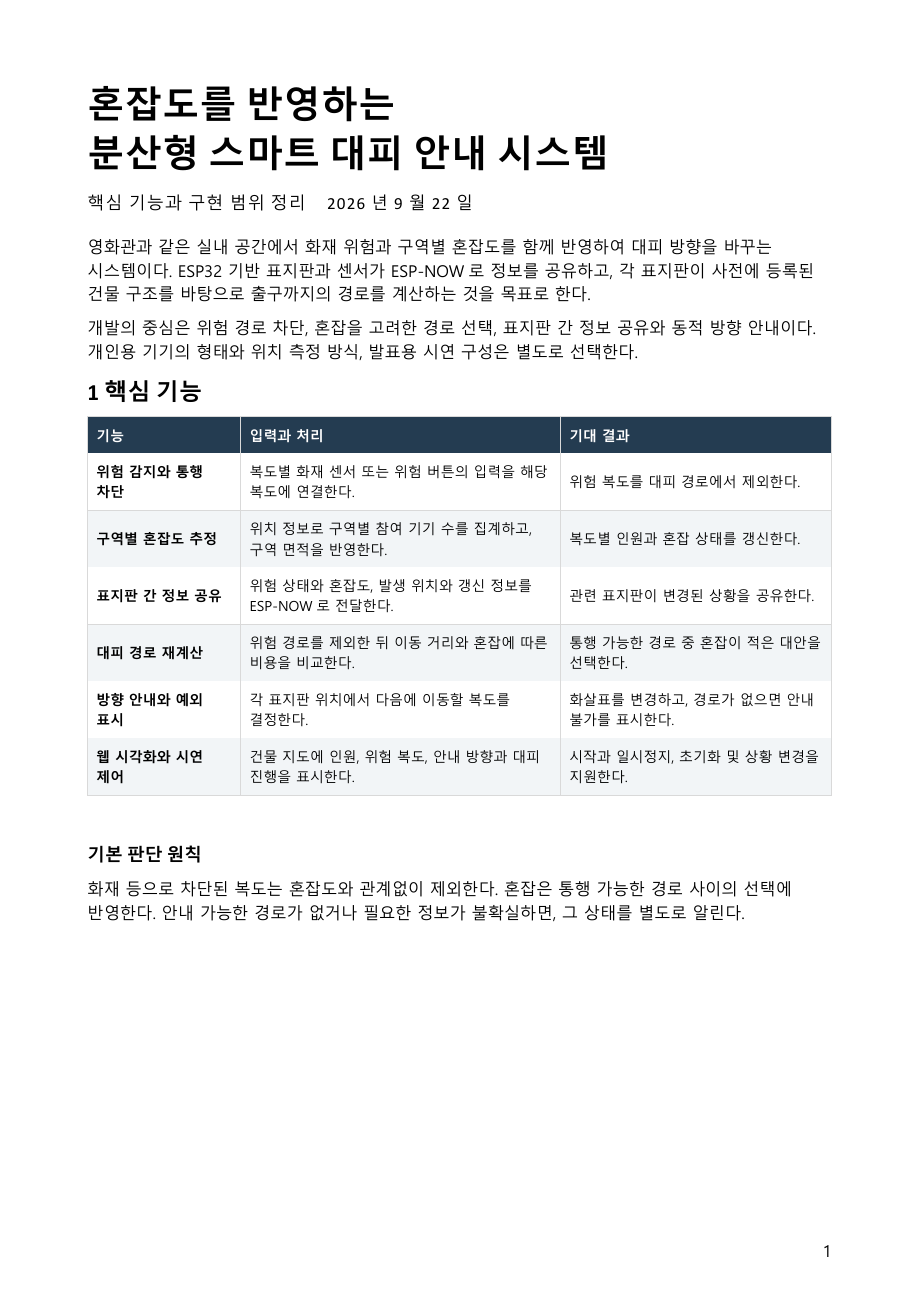 혼잡도를 반영하는
분산형 스마트 대피 안내 시스템
핵심 기능과 구현 범위 정리 2026 년 9 월 22 일
영화관과 같은 실내 공간에서 화재 위험과 구역별 혼잡도를 함께 반영하여 대피 방향을 바꾸는
시스템이다. ESP32 기반 표지판과 센서가 ESP-NOW 로 정보를 공유하고, 각 표지판이 사전에 등록된
건물 구조를 바탕으로 출구까지의 경로를 계산하는 것을 목표로 한다.
개발의 중심은 위험 경로 차단, 혼잡을 고려한 경로 선택, 표지판 간 정보 공유와 동적 방향 안내이다.
개인용 기기의 형태와 위치 측정 방식, 발표용 시연 구성은 별도로 선택한다.
1 핵심 기능
기능 입력과 처리 기대 결과
위험 감지와 통행
차단
복도별 화재 센서 또는 위험 버튼의 입력을 해당
복도에 연결한다.
위험 복도를 대피 경로에서 제외한다.
구역별 혼잡도 추정
위치 정보로 구역별 참여 기기 수를 집계하고,
구역 면적을 반영한다.
복도별 인원과 혼잡 상태를 갱신한다.
표지판 간 정보 공유
위험 상태와 혼잡도, 발생 위치와 갱신 정보를
ESP-NOW 로 전달한다.
관련 표지판이 변경된 상황을 공유한다.
대피 경로 재계산
위험 경로를 제외한 뒤 이동 거리와 혼잡에 따른
비용을 비교한다.
통행 가능한 경로 중 혼잡이 적은 대안을
선택한다.
방향 안내와 예외
표시
각 표지판 위치에서 다음에 이동할 복도를
결정한다.
화살표를 변경하고, 경로가 없으면 안내
불가를 표시한다.
웹 시각화와 시연
제어
건물 지도에 인원, 위험 복도, 안내 방향과 대피
진행을 표시한다.
시작과 일시정지, 초기화 및 상황 변경을
지원한다.
기본 판단 원칙
화재 등으로 차단된 복도는 혼잡도와 관계없이 제외한다. 혼잡은 통행 가능한 경로 사이의 선택에
반영한다. 안내 가능한 경로가 없거나 필요한 정보가 불확실하면, 그 상태를 별도로 알린다.
1